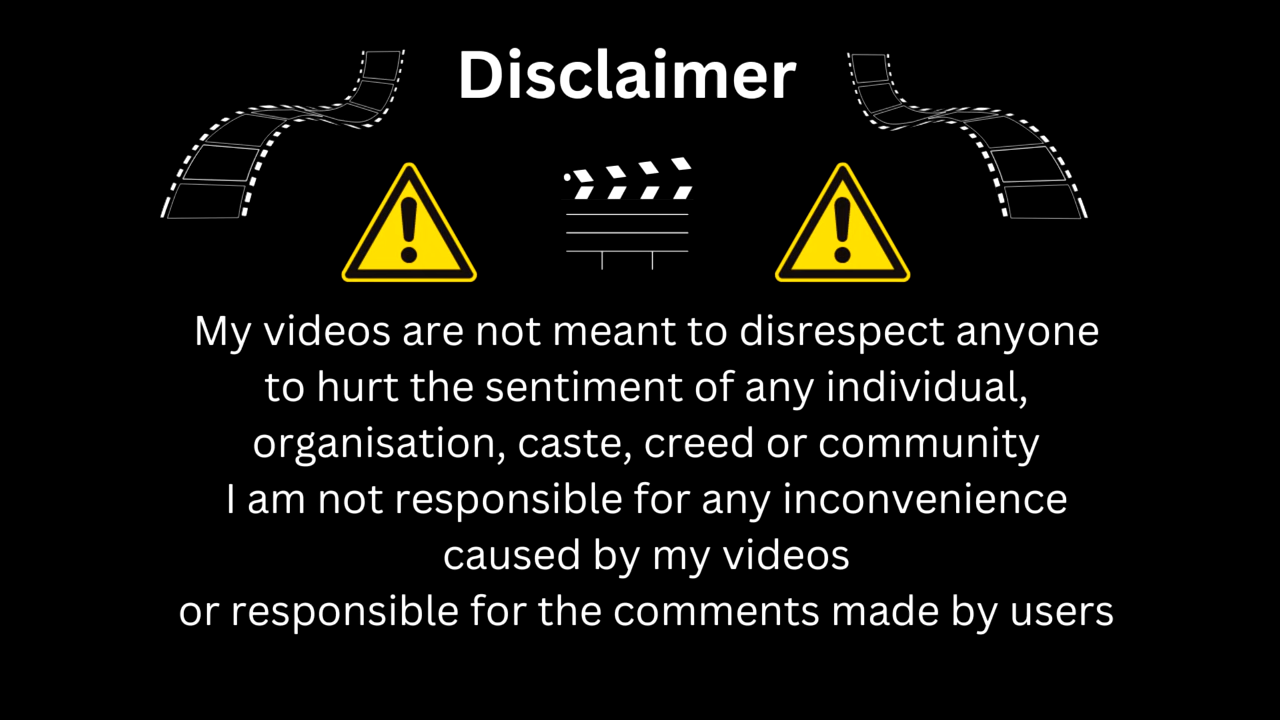 Disclaimer
My videos are not meant to disrespect anyone
to hurt the sentiment of any individual,
organisation, caste, creed or community
I am not responsible for any inconvenience
caused by my videos
or responsible for the comments made by users